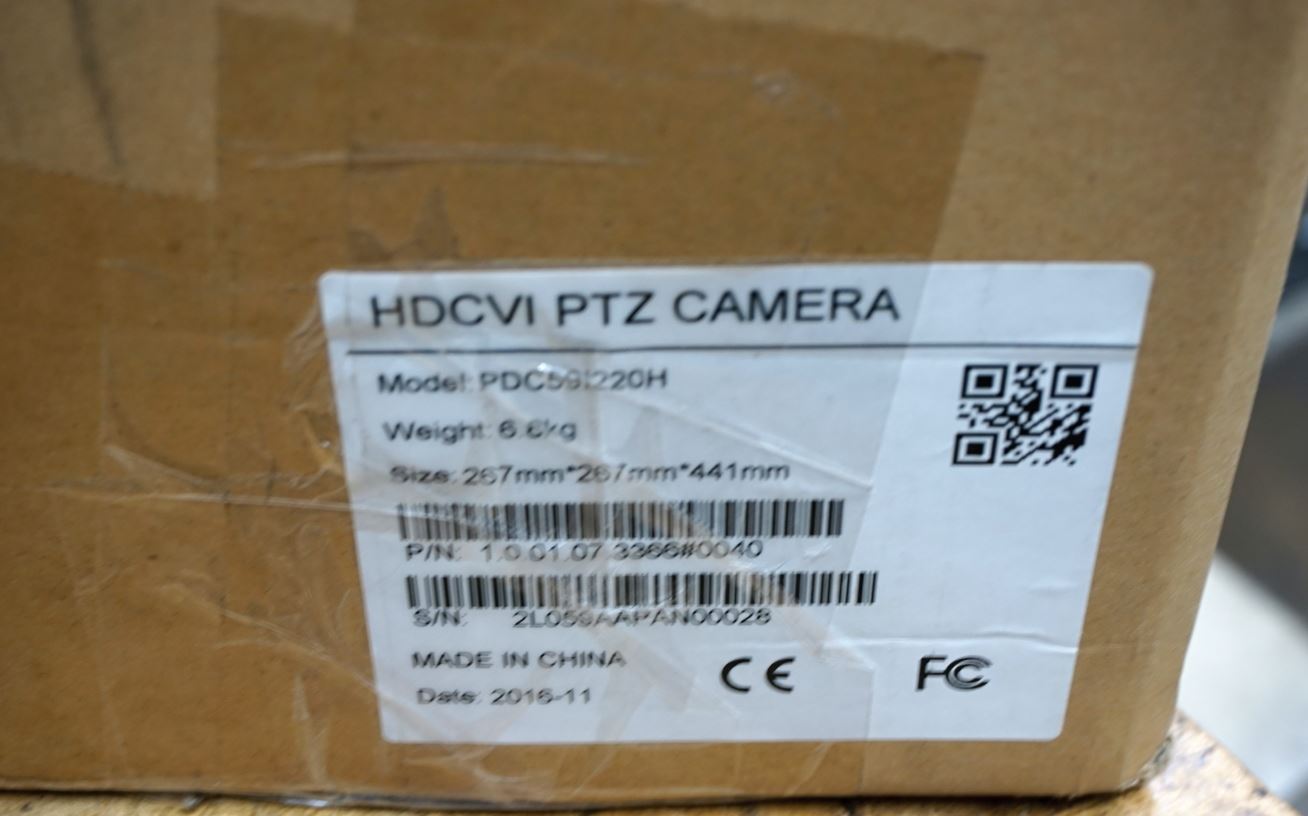 HDCVI PTZ CAMERA
Model: PDC59I220H
Weight: 6.6kg
Size: 267mm*267mm*441mm
P/N: 1.0.01.07.3366#0040
S/N: 2L059AAPAN00028
MADE IN CHINA
CE
FC
Date: 2016-11